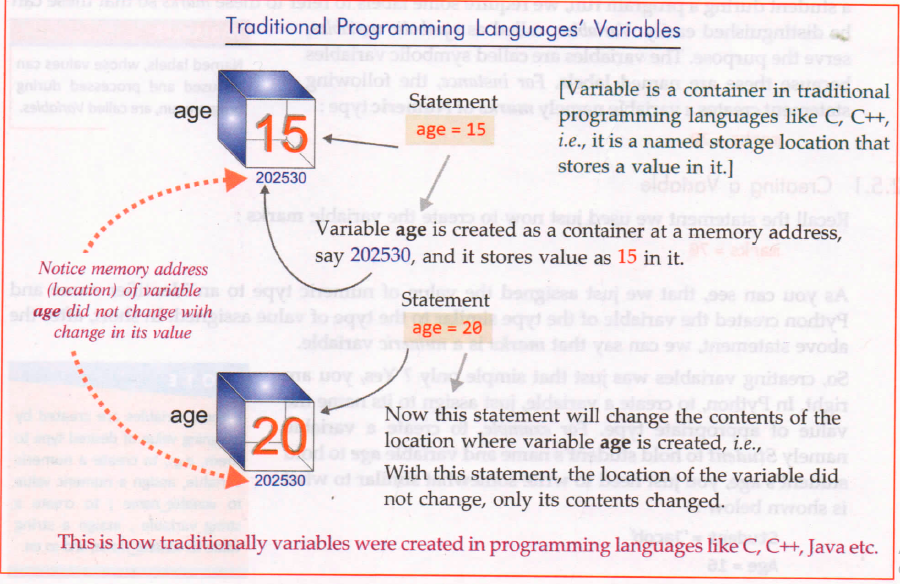 Traditional Programming Languages' Variables
age
15
202530
Statement
age = 15
[Variable is a container in traditional
programming languages like C, C++,
i.e., it is a named storage location that
stores a value in it.]
Variable age is created as a container at a memory address,
say 202530, and it stores value as 15 in it.
Notice memory address
(location) of variable
age did not change with
change in its value
Statement
age = 20
age
20
202530
Now this statement will change the contents of the
location where variable age is created, i.e.,
With this statement, the location of the variable did
not change, only its contents changed.
This is how traditionally variables were created in programming languages like C, C++, Java etc.